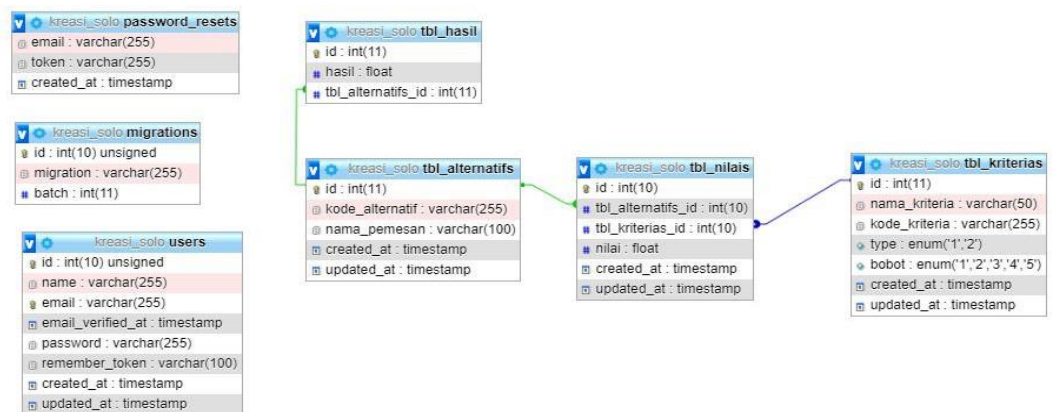 kreasi_solo password_resets
email : varchar(255)
token : varchar(255)
created_at : timestamp
kreasi_solo migrations
id : int(10) unsigned
migration : varchar(255)
batch : int(11)
kreasi_solo users
id : int(10) unsigned
name : varchar(255)
email : varchar(255)
email_verified_at : timestamp
password : varchar(255)
remember_token : varchar(100)
created_at : timestamp
updated_at : timestamp
kreasi_solo tbl_hasil
id : int(11)
hasil : float
tbl_alternatifs_id : int(11)
kreasi_solo tbl_alternatifs
id : int(11)
kode_alternatif : varchar(255)
nama_pemesan : varchar(100)
created_at : timestamp
updated_at : timestamp
kreasi_solo tbl_nilais
id : int(10)
tbl_alternatifs_id : int(10)
tbl_kriterias_id : int(10)
nilai : float
created_at : timestamp
updated_at : timestamp
kreasi_solo tbl_kriterias
id : int(11)
nama_kriteria : varchar(50)
kode_kriteria : varchar(255)
type : enum('1','2')
bobot : enum('1','2','3','4','5')
created_at : timestamp
updated_at : timestamp